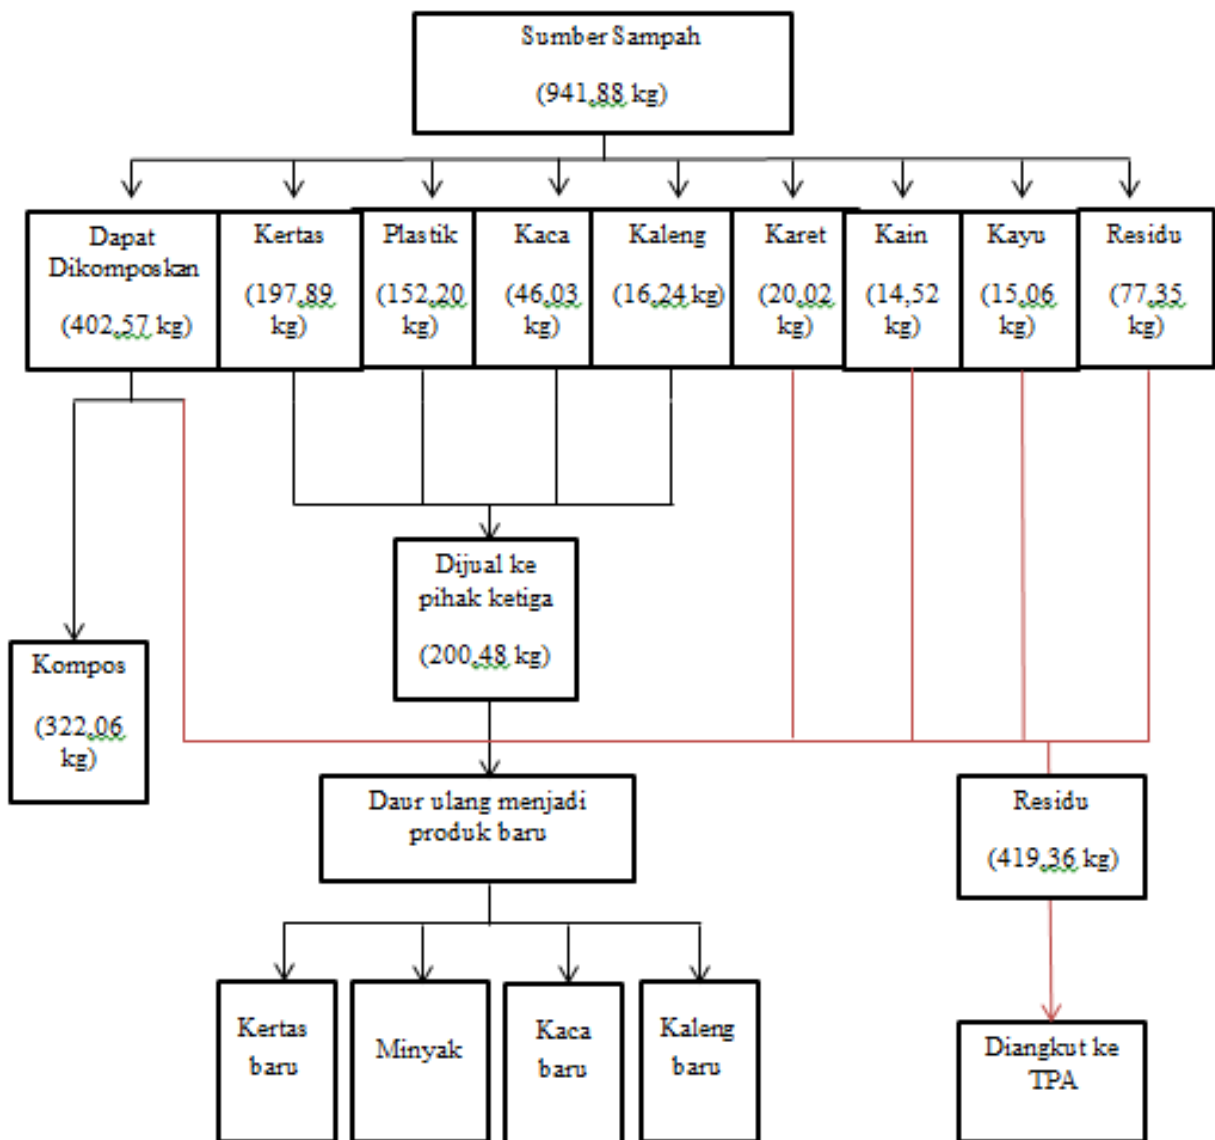 Sumber Sampah
(941,88 kg)
Dapat
Dikomposkan
(402,57 kg)
Kertas
(197,89
kg)
Plastik
(152,20
kg)
Kaca
(46,03
kg)
Kaleng
(16,24 kg)
Karet
(20,02
kg)
Kain
(14,52
kg)
Kayu
(15,06
kg)
Residu
(77,35
kg)
Dijual ke
pihak ketiga
(200,48 kg)
Kompos
(322,06
kg)
Daur ulang menjadi
produk baru
Residu
(419,36 kg)
Kertas
baru
Minyak
Kaca
baru
Kaleng
baru
Diangkut ke
TPA